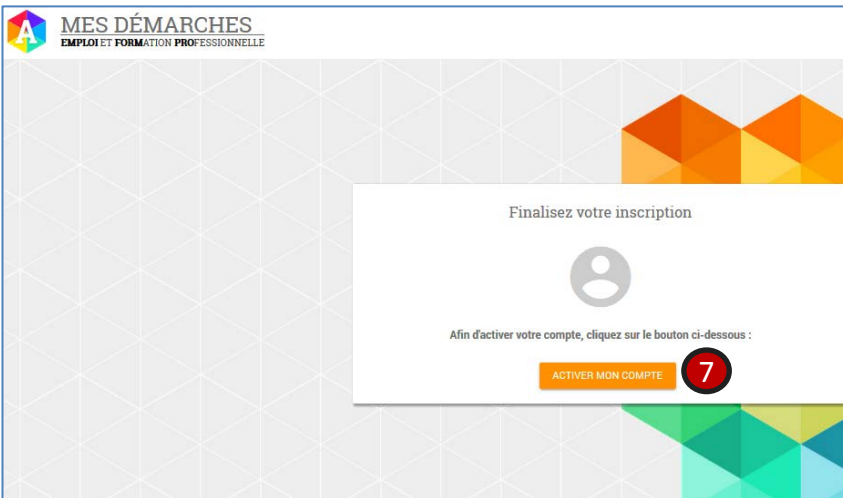 A
MES DÉMARCHES
EMPLOI ET FORMATION PROFESSIONNELLE
Finalisez votre inscription
Afin d'activer votre compte, cliquez sur le bouton ci-dessous :
ACTIVER MON COMPTE
7